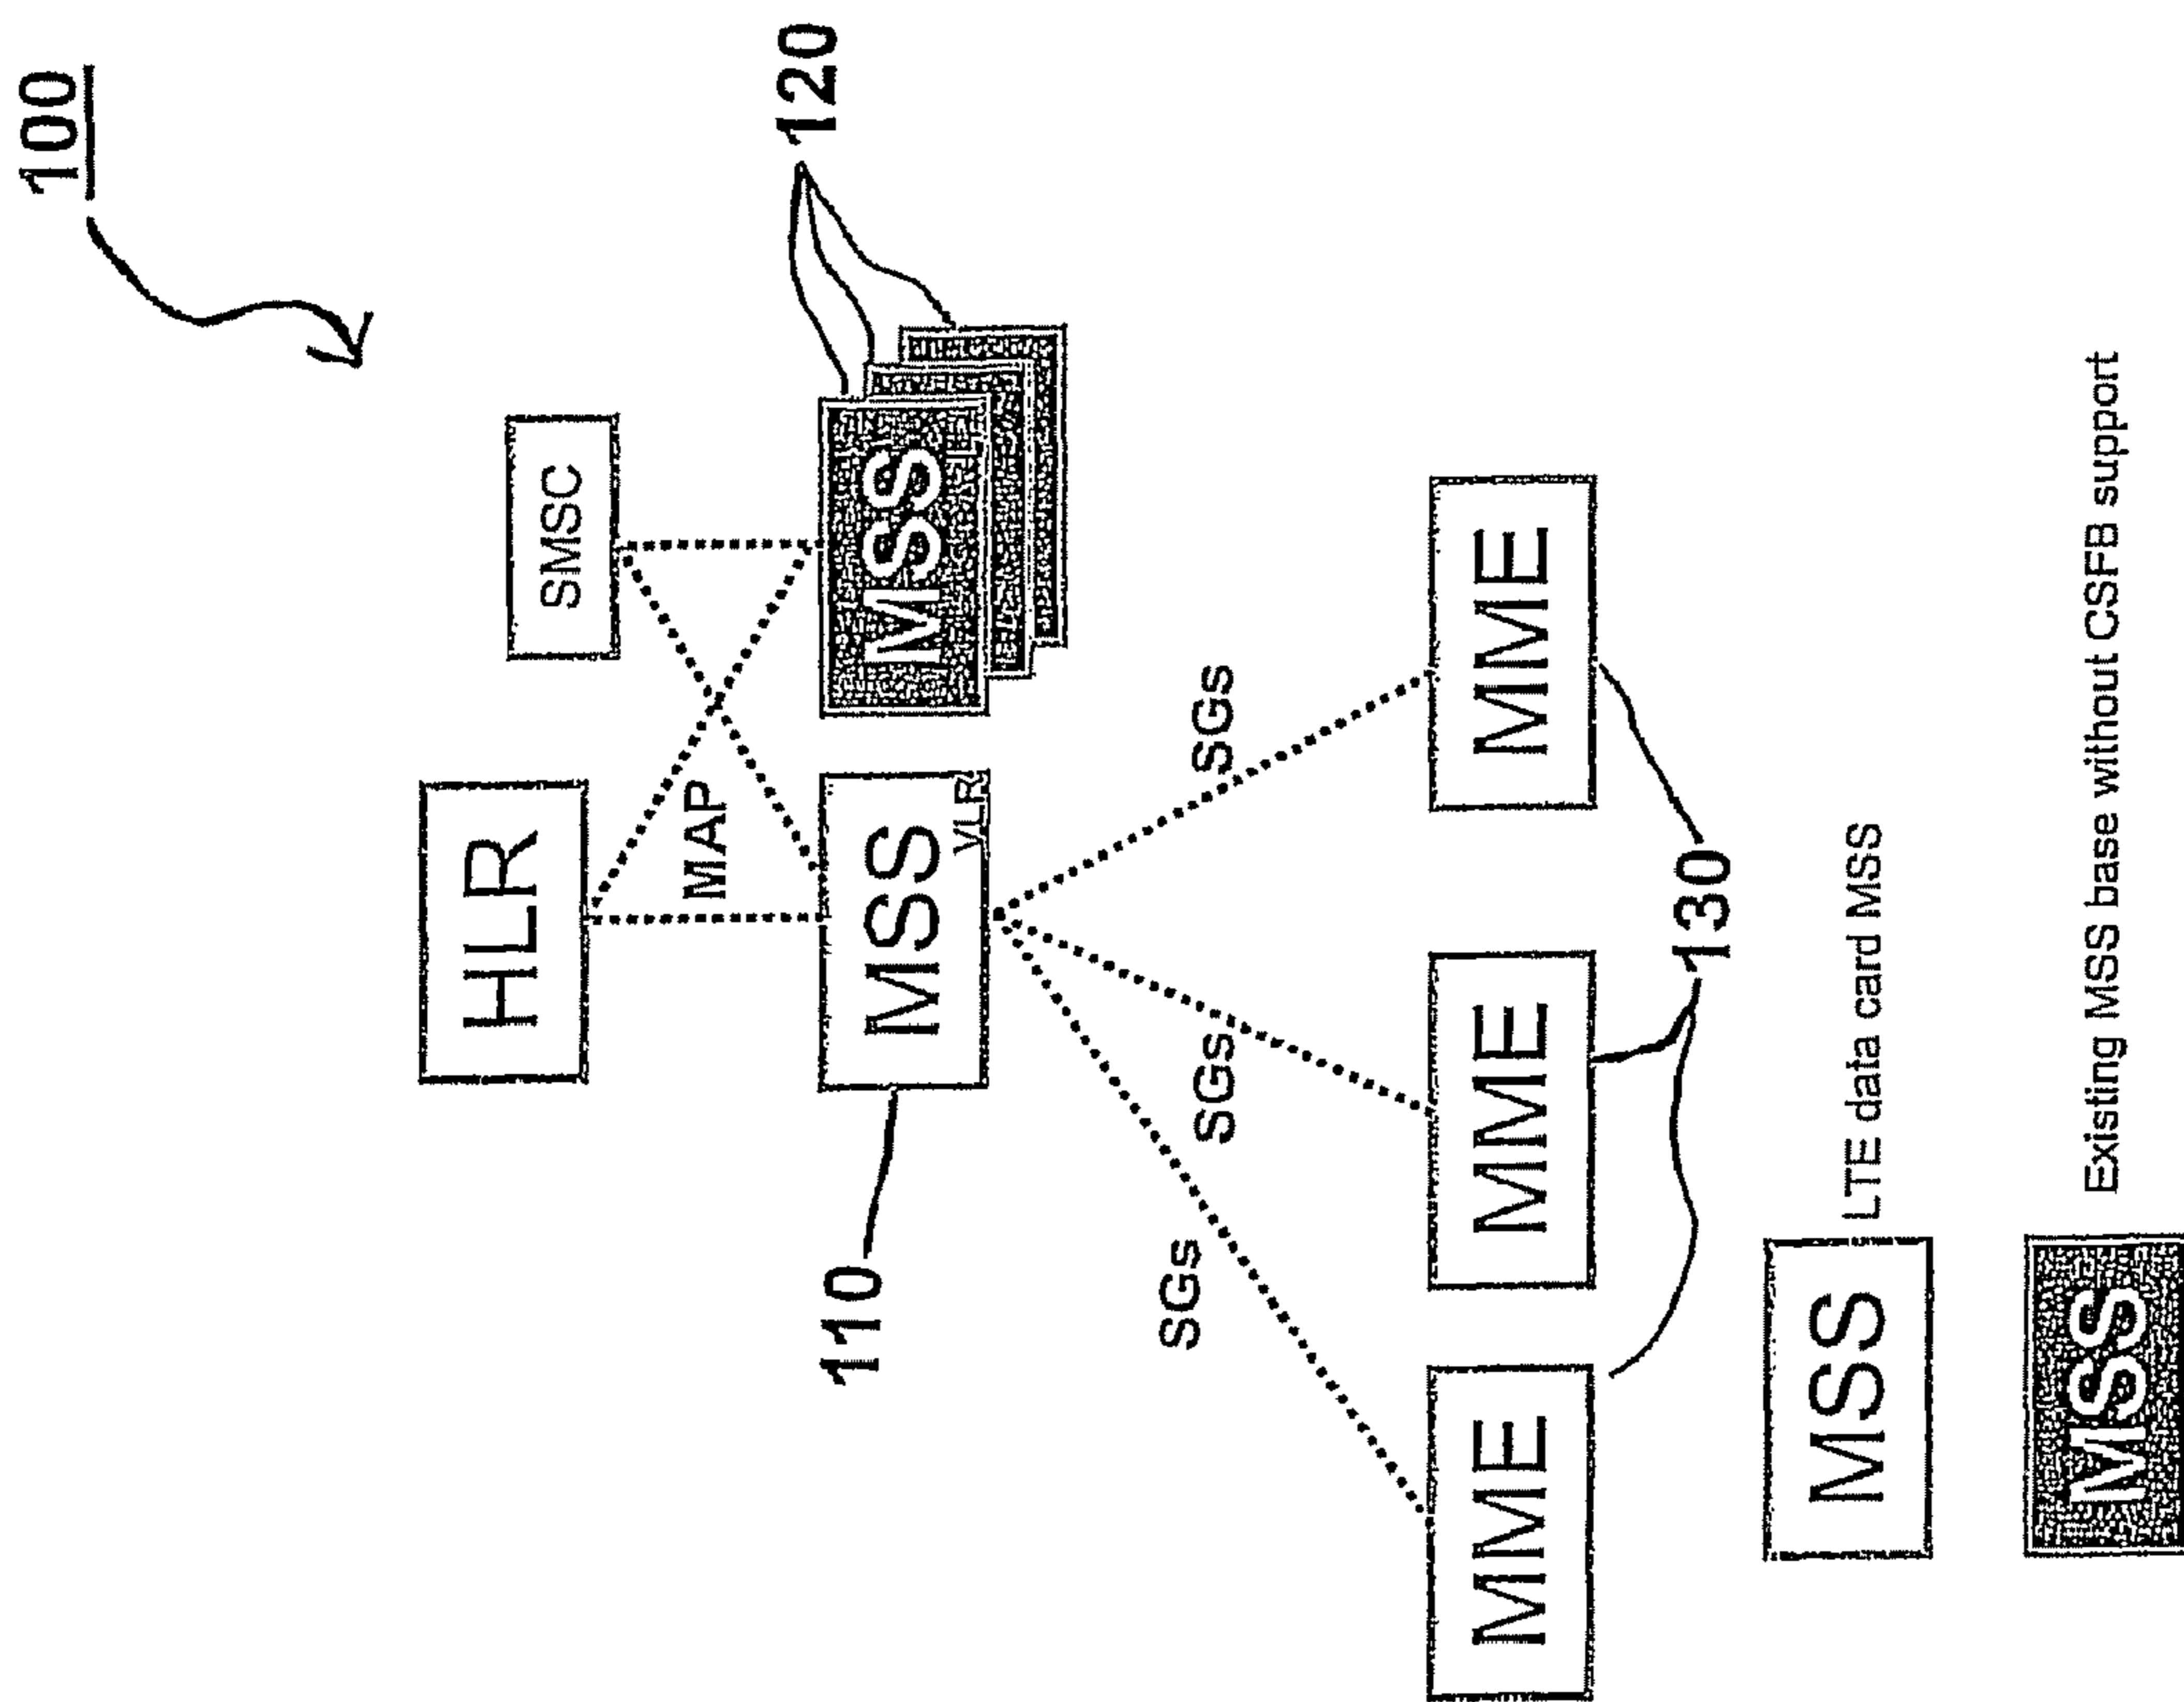 100
HLR
SMSC
MAP
110
MSS
VLR
MSS
120
SGs
SGs
SGs
MME
MME
MME
130
MSS
LTE data card MSS
MSS
Existing MSS base without CSFB support